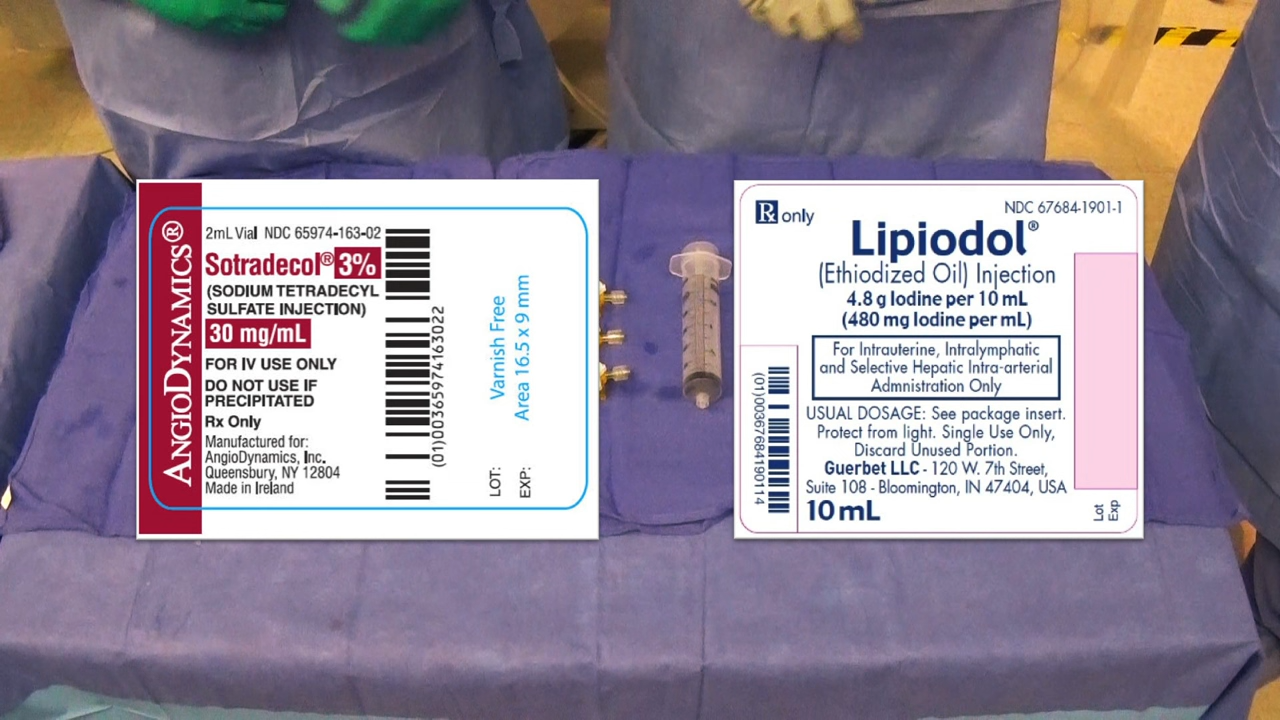 ANGIODYNAMICS®
2mL Vial NDC 65974-163-02
Sotradecol® 3%
(SODIUM TETRADECYL
SULFATE INJECTION)
30 mg/mL
FOR IV USE ONLY
DO NOT USE IF
PRECIPITATED
Rx Only
Manufactured for:
AngioDynamics, Inc.
Queensbury, NY 12804
Made in Ireland
(01)00365974163022
Varnish Free
Area 16.5 x 9 mm
LOT:
EXP:
Rx only
NDC 67684-1901-1
Lipiodol®
(Ethiodized Oil) Injection
4.8 g Iodine per 10 mL
(480 mg Iodine per mL)
For Intrauterine, Intralymphatic
and Selective Hepatic Intra-arterial
Admnistration Only
USUAL DOSAGE: See package insert.
Protect from light. Single Use Only,
Discard Unused Portion.
Guerbet LLC - 120 W. 7th Street,
Suite 108 - Bloomington, IN 47404, USA
10 mL
(01)00367684190114
Lot
Exp